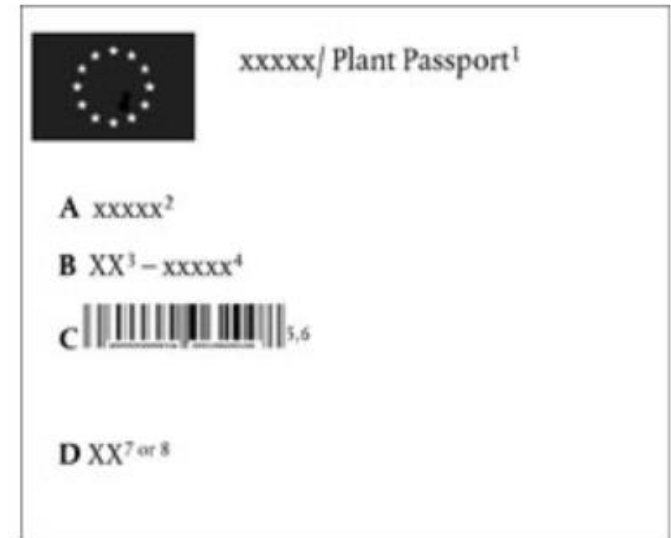 xxxxx/ Plant Passport¹
A xxxxx²
B XX³ – xxxxx⁴
C 5,6
D XX⁷ ᵒʳ ⁸